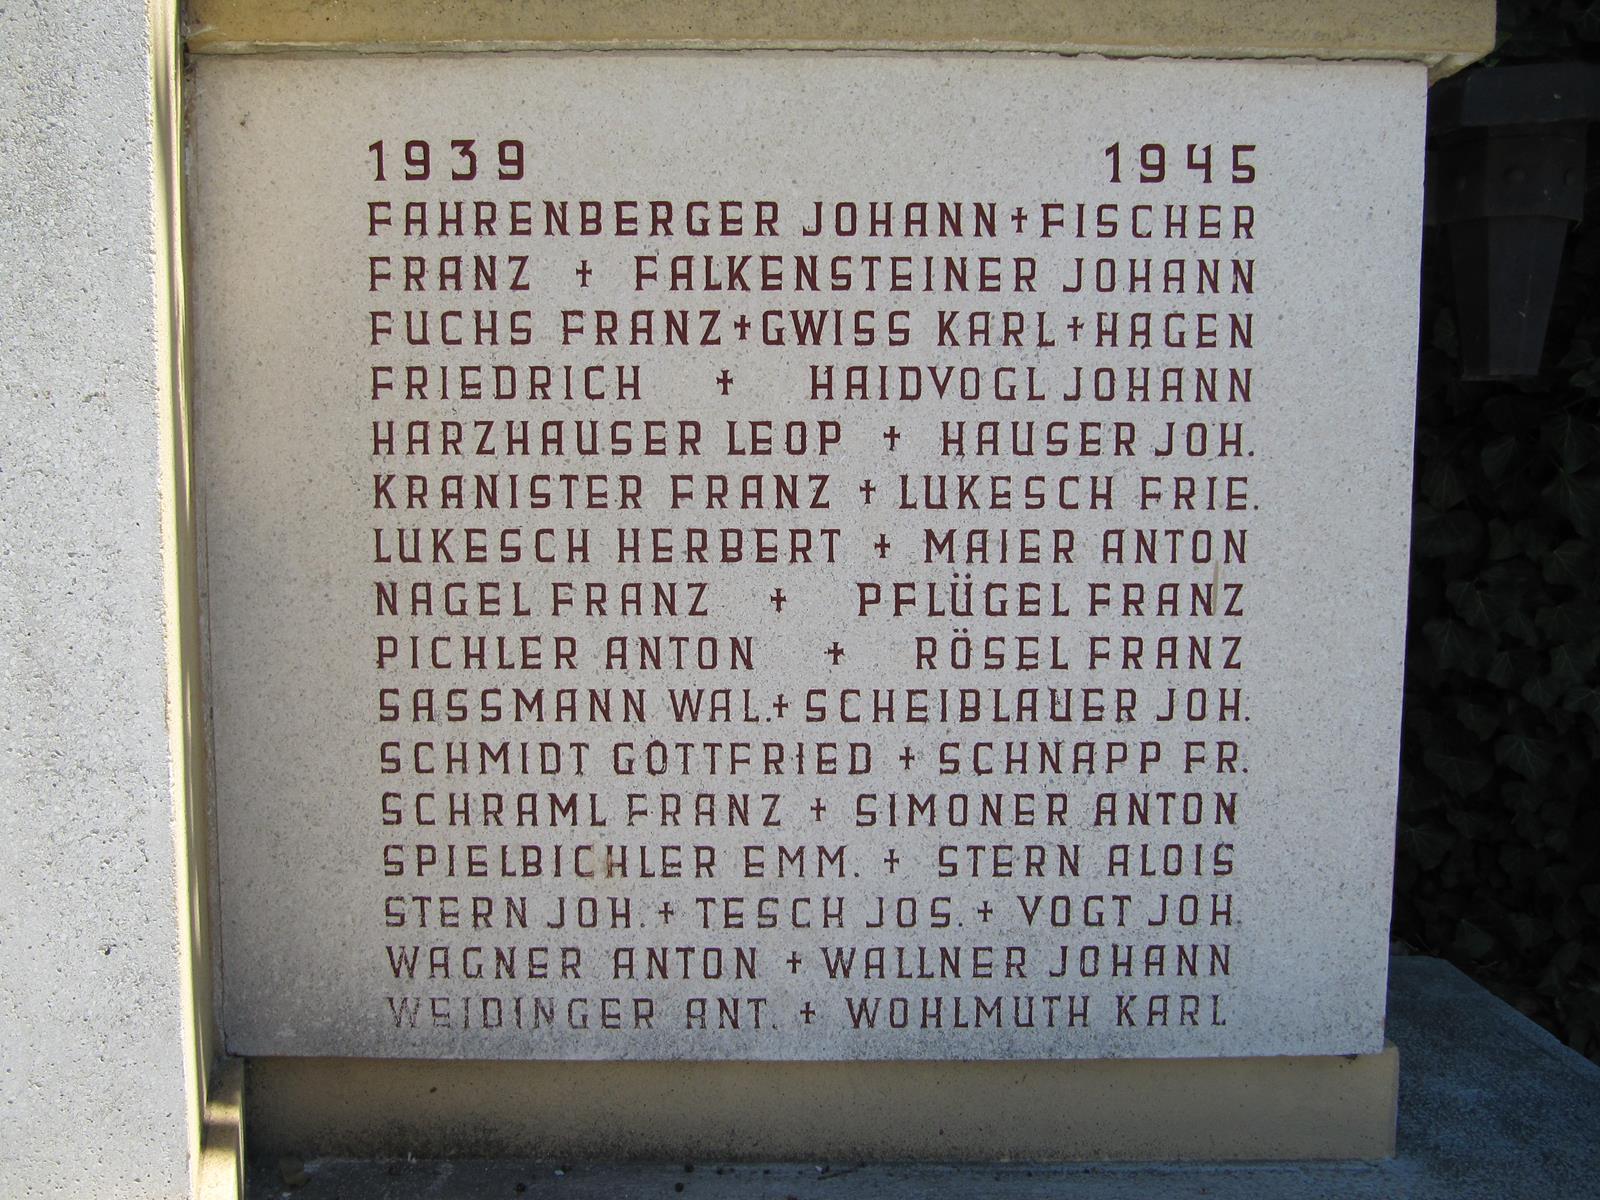 1939 1945
FAHRENBERGER JOHANN + FISCHER
FRANZ + FALKENSTEINER JOHANN
FUCHS FRANZ + GWISS KARL + HAGEN
FRIEDRICH + HAIDVOGL JOHANN
HARZHAUSER LEOP + HAUSER JOH.
KRANISTER FRANZ + LUKESCH FRIE.
LUKESCH HERBERT + MAIER ANTON
NAGEL FRANZ + PFLÜGEL FRANZ
PICHLER ANTON + RÖSEL FRANZ
SASSMANN WAL. + SCHEIBLAUER JOH.
SCHMIDT GOTTFRIED + SCHNAPP FR.
SCHRAML FRANZ + SIMONER ANTON
SPIELBICHLER EMM. + STERN ALOIS
STERN JOH. + TESCH JOS. + VOGT JOH.
WAGNER ANTON + WALLNER JOHANN
WEIDINGER ANT. + WOHLMUTH KARL